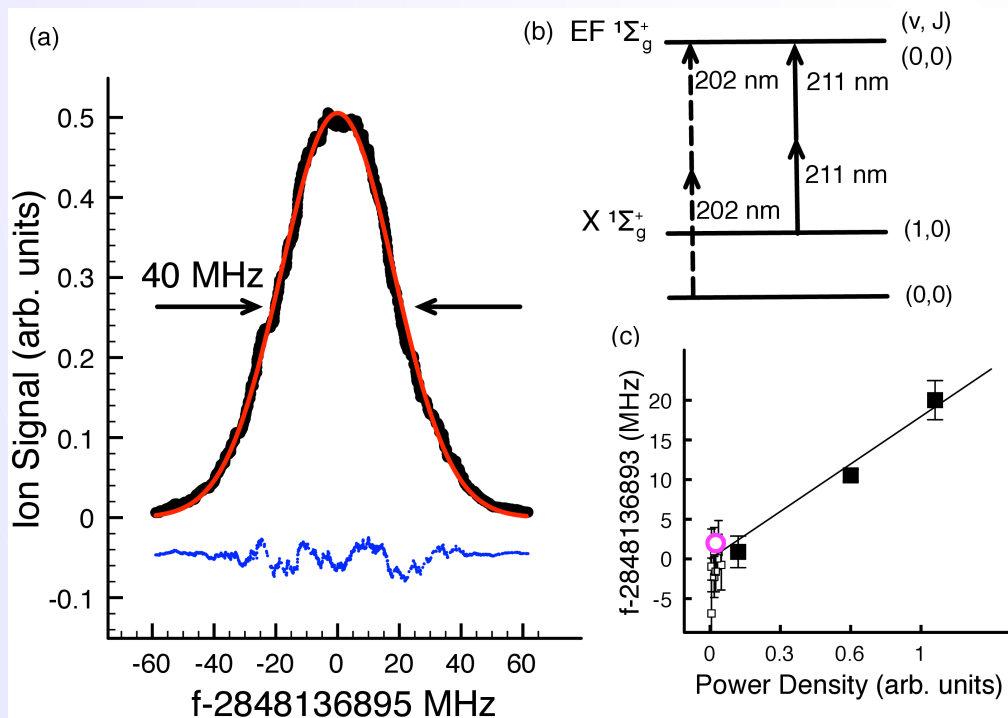 (a)
Ion Signal (arb. units)
0.5
0.4
0.3
0.2
0.1
0
-0.1
40 MHz
-60 -40 -20 0 20 40 60
f-2848136895 MHz
(b)
EF ¹Σ⁺g
(v, J)
(0,0)
202 nm
211 nm
211 nm
202 nm
X ¹Σ⁺g
(1,0)
(0,0)
(c)
f-2848136893 (MHz)
20
15
10
5
0
-5
0 0.3 0.6 1
Power Density (arb. units)